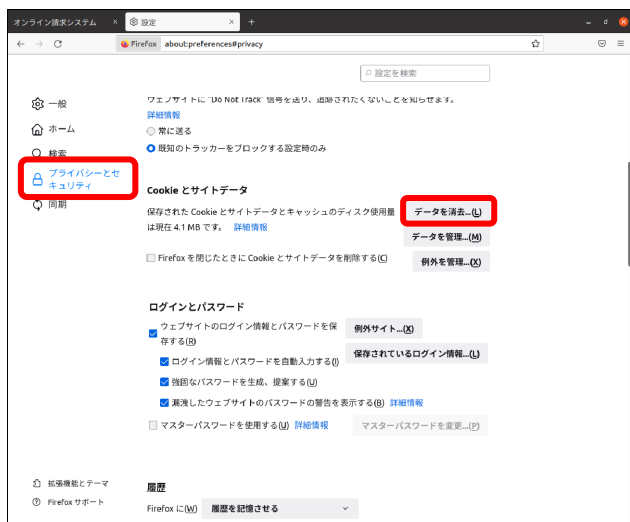 オンライン請求システム
設定
Firefox about:preferences#privacy
設定を検索
一般
ホーム
検索
プライバシーとセ
キュリティ
同期
拡張機能とテーマ
Firefox サポート
ウェブサイトに "Do Not Track" 信号を送り、追跡されたくないことを知らせます。
詳細情報
常に送る
既知のトラッカーをブロックする設定時のみ
Cookie とサイトデータ
保存された Cookie とサイトデータとキャッシュのディスク使用量
は現在 4.1 MB です。 詳細情報
データを消去...(L)
データを管理...(M)
Firefox を閉じたときに Cookie とサイトデータを削除する(C)
例外を管理...(X)
ログインとパスワード
ウェブサイトのログイン情報とパスワードを保
存する(R)
例外サイト...(X)
ログイン情報とパスワードを自動入力する(I)
保存されているログイン情報...(L)
強固なパスワードを生成、提案する(U)
漏洩したウェブサイトのパスワードの警告を表示する(B) 詳細情報
マスターパスワードを使用する(U) 詳細情報
マスターパスワードを変更...(P)
履歴
Firefox に(W) 履歴を記憶させる